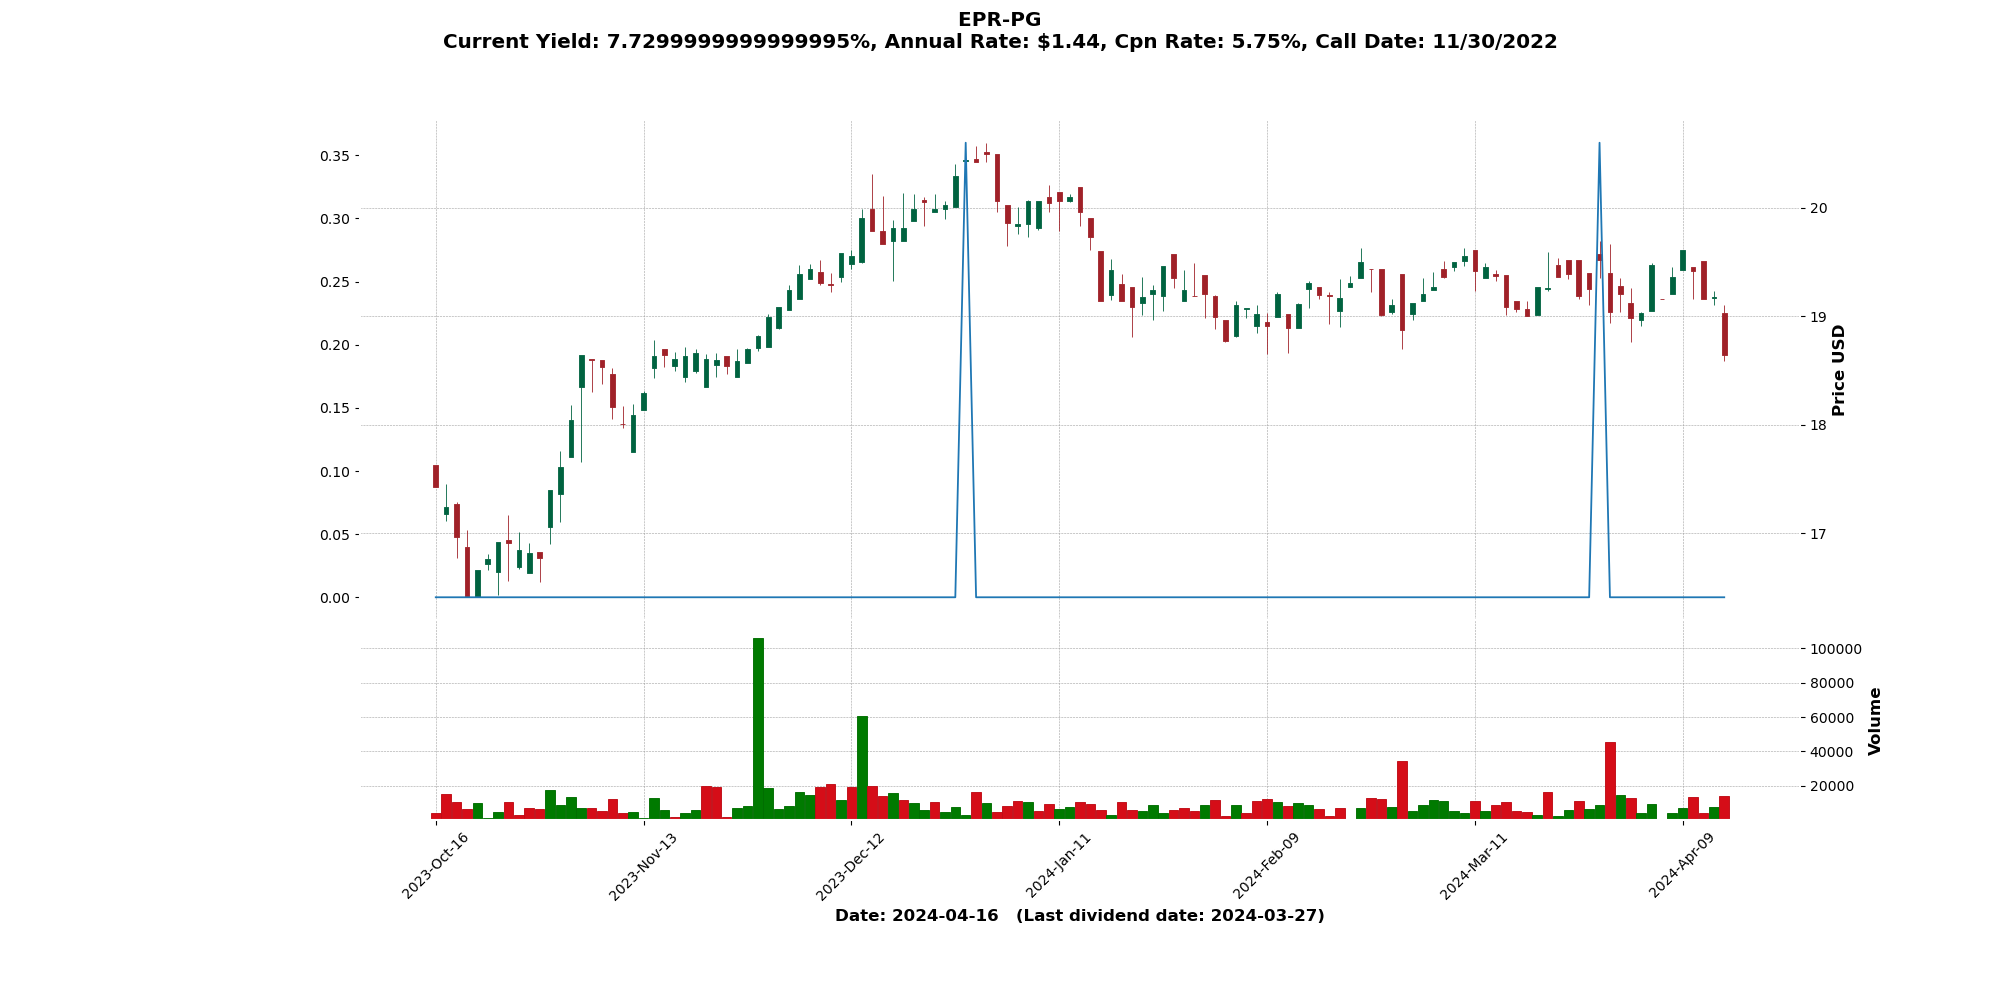 EPR-PG
Current Yield: 7.7299999999999995%, Annual Rate: $1.44, Cpn Rate: 5.75%, Call Date: 11/30/2022
0.35
0.30
0.25
0.20
0.15
0.10
0.05
0.00
20
19
18
17
Price USD
100000
80000
60000
40000
20000
Volume
2023-Oct-16
2023-Nov-13
2023-Dec-12
2024-Jan-11
2024-Feb-09
2024-Mar-11
2024-Apr-09
Date: 2024-04-16 (Last dividend date: 2024-03-27)